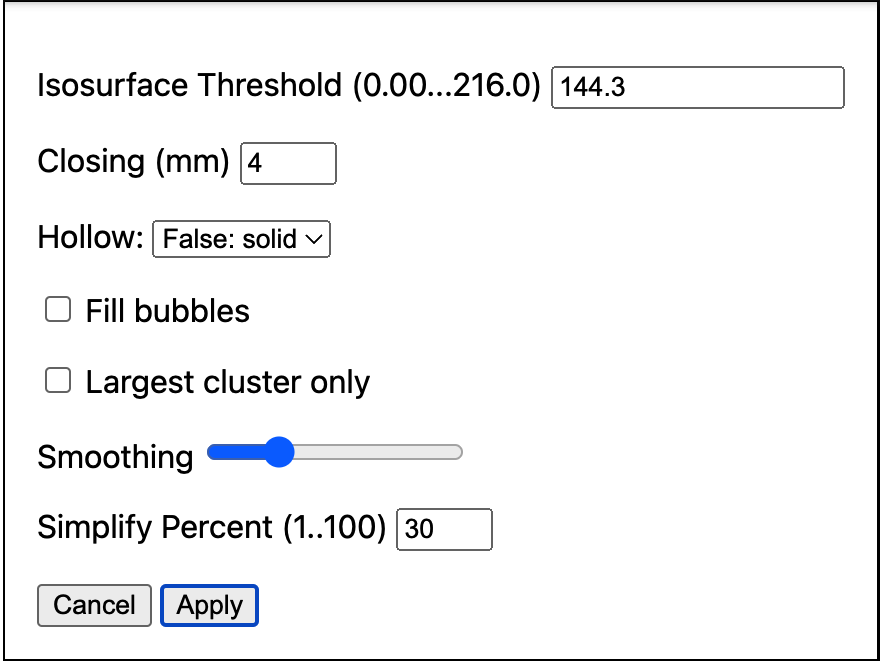 Isosurface Threshold (0.00...216.0) 144.3
Closing (mm) 4
Hollow: False: solid
Fill bubbles
Largest cluster only
Smoothing
Simplify Percent (1..100) 30
Cancel Apply